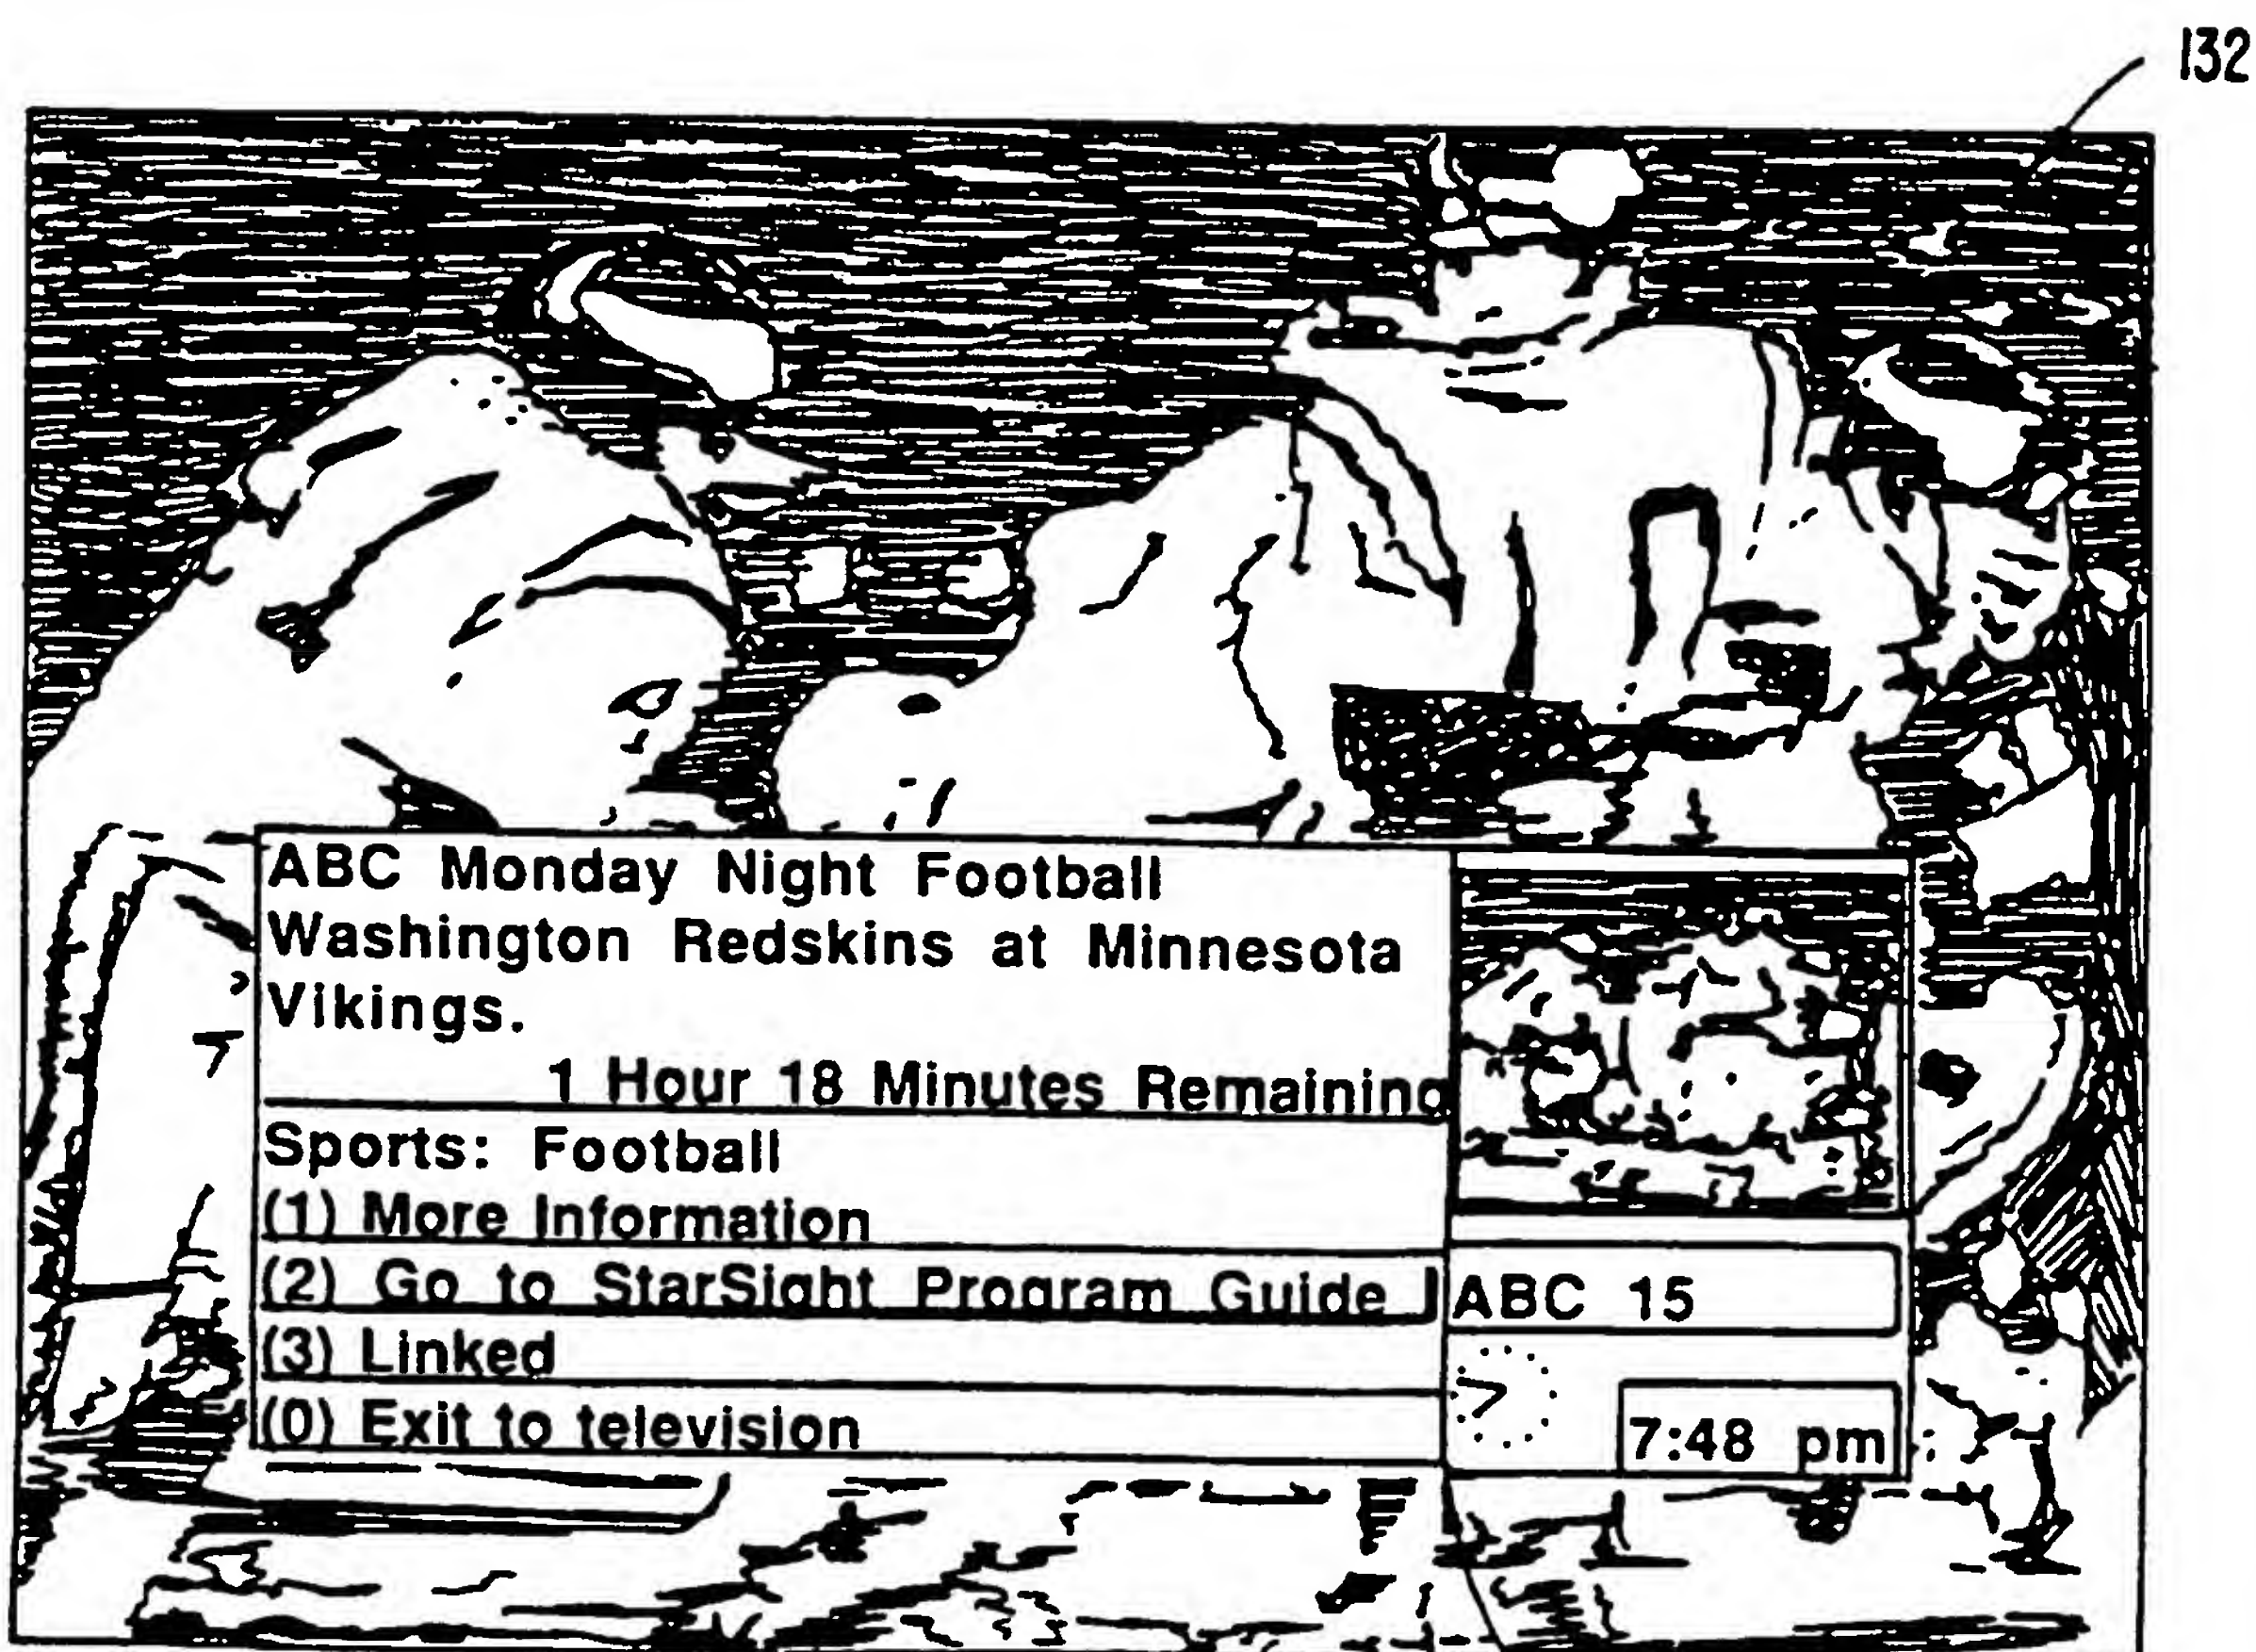 132
ABC Monday Night Football
Washington Redskins at Minnesota
Vikings.
1 Hour 18 Minutes Remaining
Sports: Football
(1) More Information
(2) Go to StarSight Program Guide
ABC 15
(3) Linked
(0) Exit to television
7:48 pm